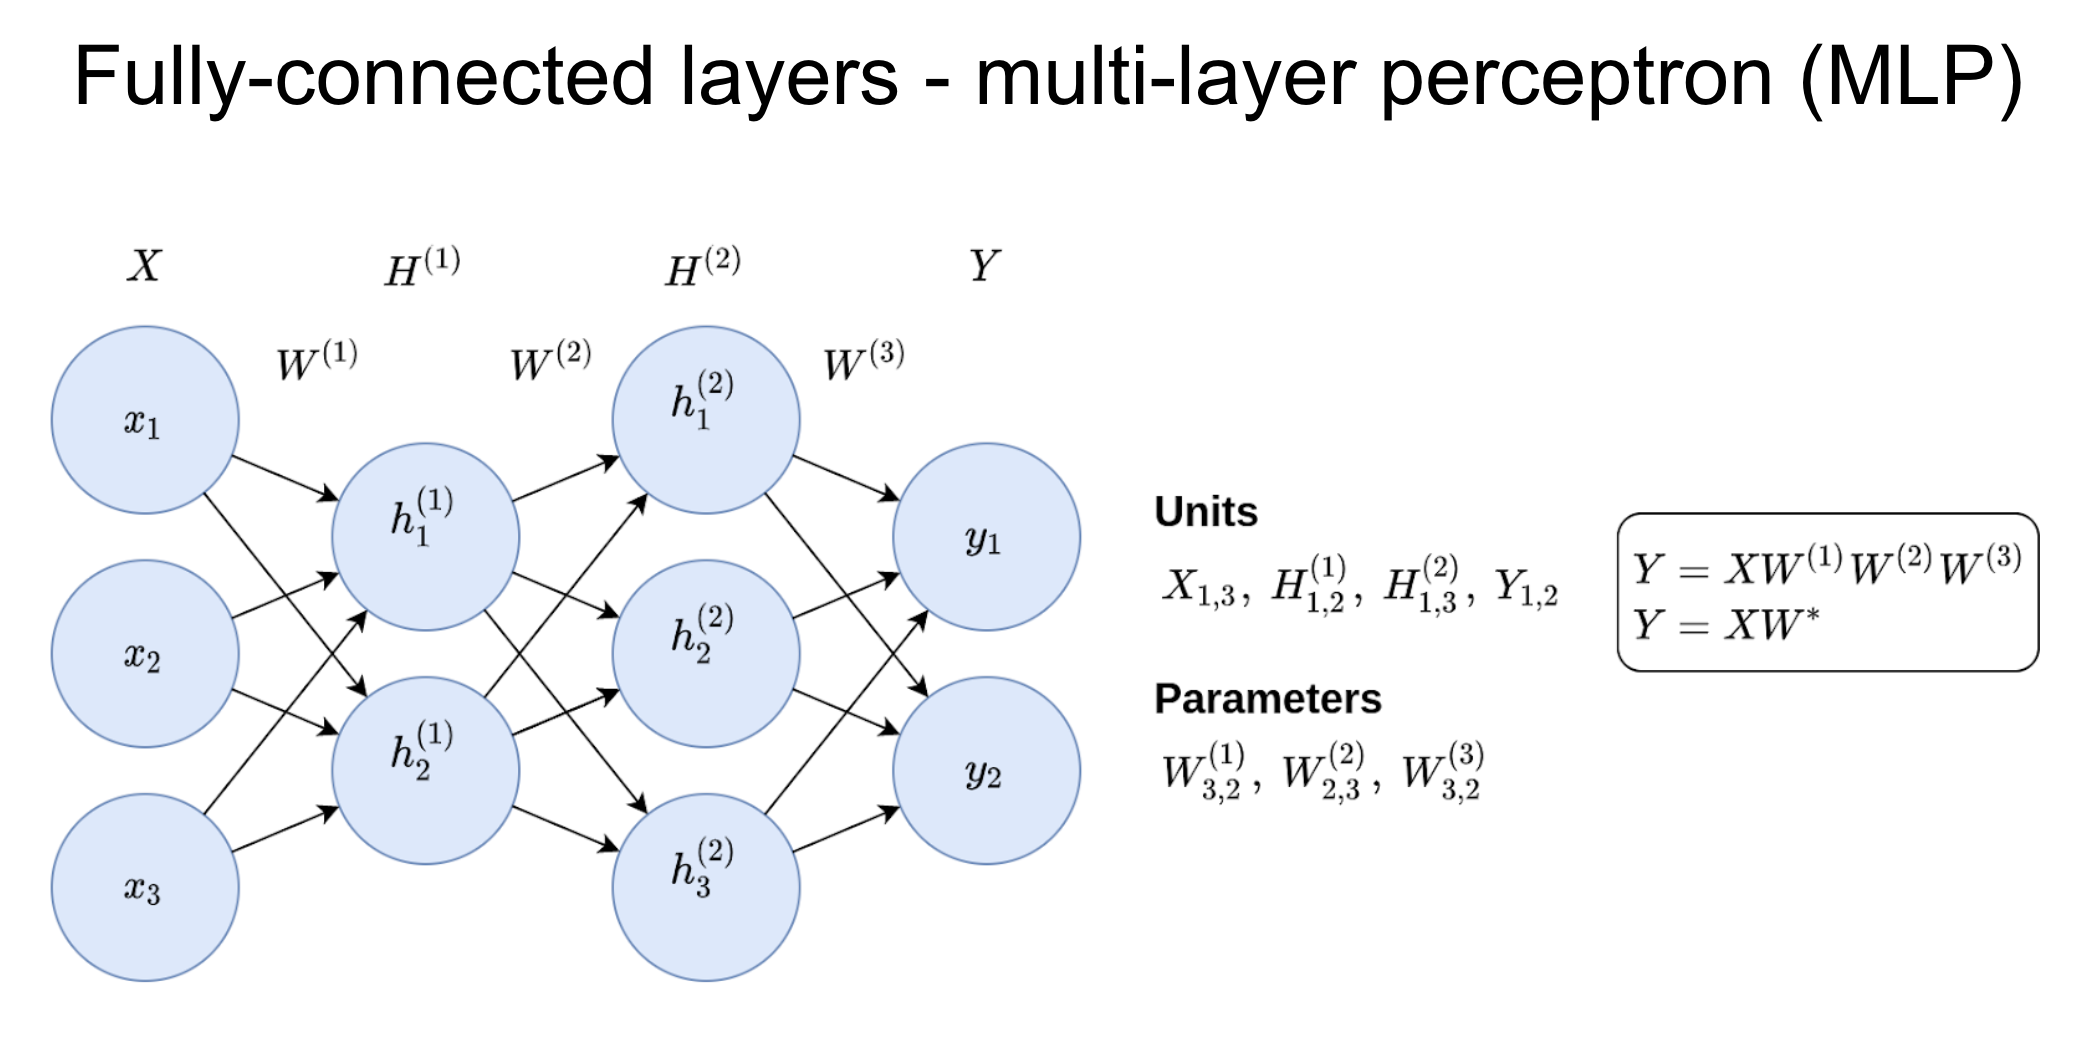 Fully-connected layers - multi-layer perceptron (MLP)
X H^{(1)} H^{(2)} Y
W^{(1)} W^{(2)} W^{(3)}
x_1
x_2
x_3
h_1^{(1)}
h_2^{(1)}
h_1^{(2)}
h_2^{(2)}
h_3^{(2)}
y_1
y_2
Units
X_{1,3}, H_{1,2}^{(1)}, H_{1,3}^{(2)}, Y_{1,2}
Parameters
W_{3,2}^{(1)}, W_{2,3}^{(2)}, W_{3,2}^{(3)}
Y = XW^{(1)}W^{(2)}W^{(3)}
Y = XW^*